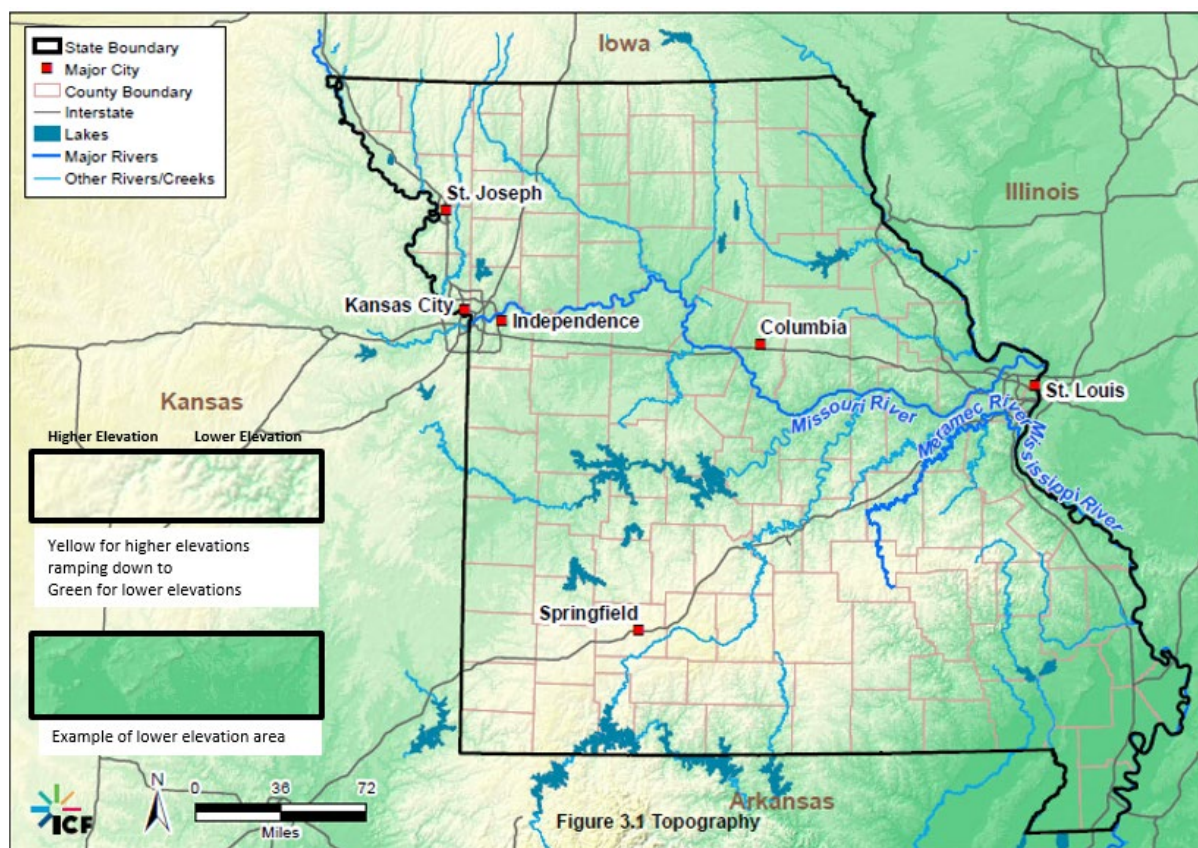 State Boundary
Major City
County Boundary
Interstate
Lakes
Major Rivers
Other Rivers/Creeks
Iowa
Illinois
St. Joseph
Kansas City
Independence
Columbia
St. Louis
Kansas
Missouri River
Meramec River
Mississippi River
Higher Elevation Lower Elevation
Yellow for higher elevations
ramping down to
Green for lower elevations
Springfield
Example of lower elevation area
N
0 36 72
Miles
ICF
Arkansas
Figure 3.1 Topography